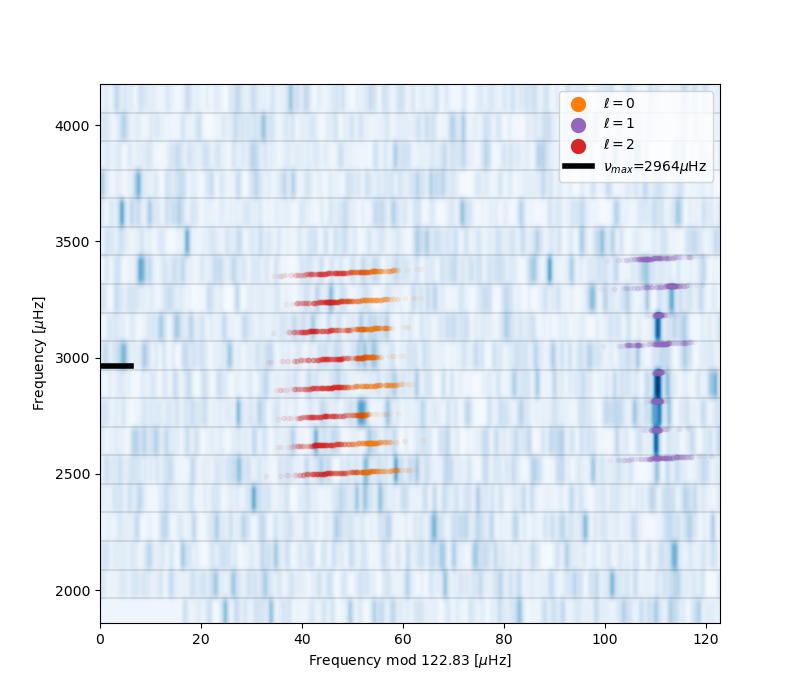 ℓ = 0
ℓ = 1
ℓ = 2
ν_max=2964μHz
4000
3500
3000
2500
2000
Frequency [μHz]
0 20 40 60 80 100 120
Frequency mod 122.83 [μHz]